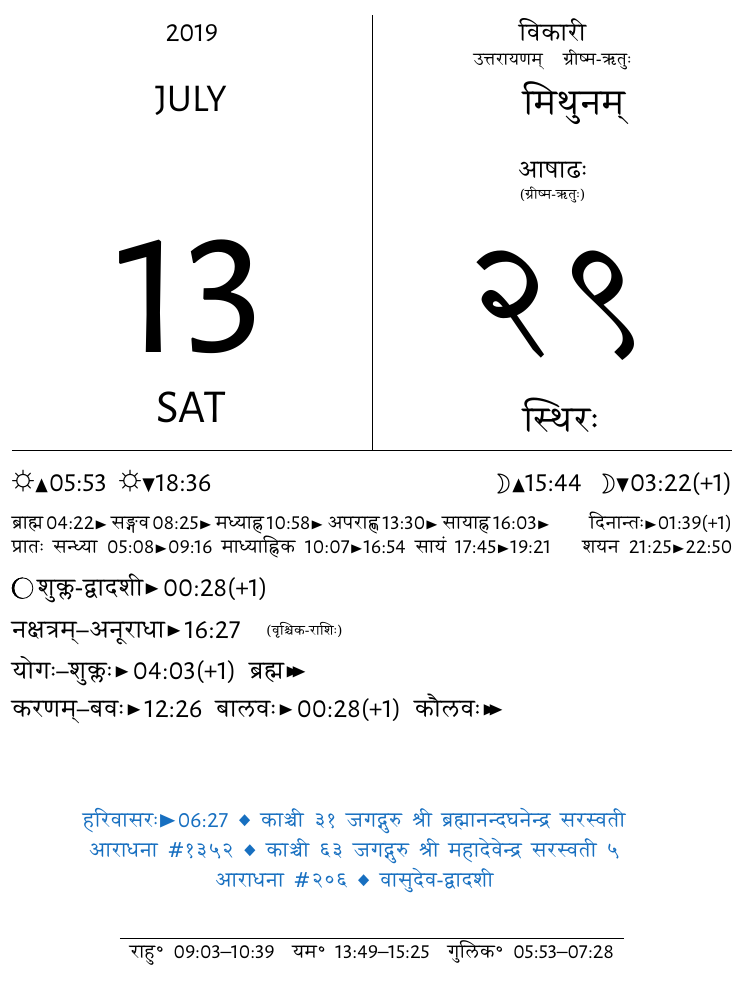 2019
JULY
13
SAT
विकारी
उत्तरायणम् ग्रीष्म-ऋतुः
मिथुनम्
आषाढः
(ग्रीष्म-ऋतुः)
२९
स्थिरः
☼▲05:53 ☼▼18:36 ☽▲15:44 ☽▼03:22(+1)
ब्राह्म 04:22► सङ्गव 08:25► मध्याह्न 10:58► अपराह्ण 13:30► सायाह्न 16:03► दिनान्तः►01:39(+1)
प्रातः सन्ध्या 05:08►09:16 माध्याह्निक 10:07►16:54 सायं 17:45►19:21 शयन 21:25►22:50
शुक्ल-द्वादशी► 00:28(+1)
नक्षत्रम्–अनूराधा►16:27 (वृश्चिक-राशिः)
योगः–शुक्लः► 04:03(+1) ब्रह्म►►
करणम्–बवः►12:26 बालवः►00:28(+1) कौलवः►►
हरिवासरः►06:27 ◆ काञ्ची ३१ जगद्गुरु श्री ब्रह्मानन्दघनेन्द्र सरस्वती
आराधना #१३५२ ◆ काञ्ची ६३ जगद्गुरु श्री महादेवेन्द्र सरस्वती ५
आराधना #२०६ ◆ वासुदेव-द्वादशी
राहु° 09:03–10:39 यम° 13:49–15:25 गुलिक° 05:53–07:28